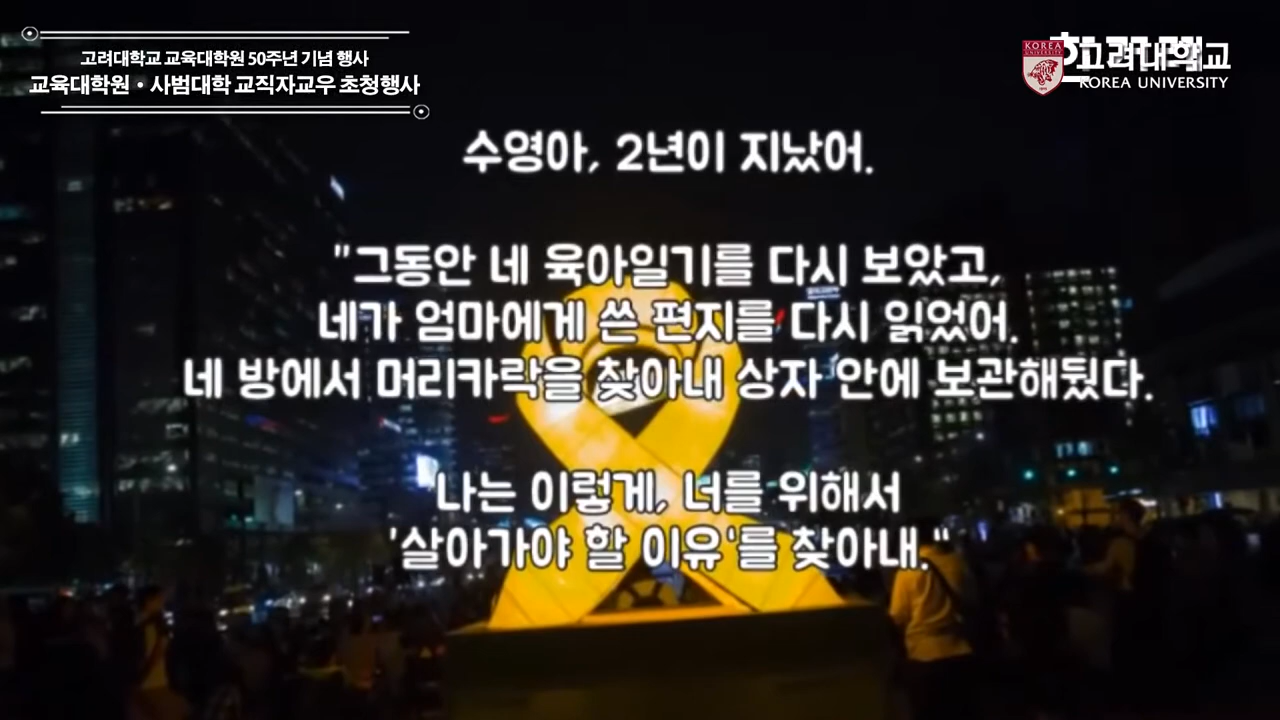 고려대학교 교육대학원 50주년 기념 행사
교육대학원 • 사범대학 교직자교우 초청행사
KOREA
UNIVERSITY
고려대학교
KOREA UNIVERSITY
수영아, 2년이 지났어.
"그동안 네 육아일기를 다시 보았고,
네가 엄마에게 쓴 편지를 다시 읽었어.
네 방에서 머리카락을 찾아내 상자 안에 보관해뒀다.
나는 이렇게, 너를 위해서
'살아가야 할 이유'를 찾아내."